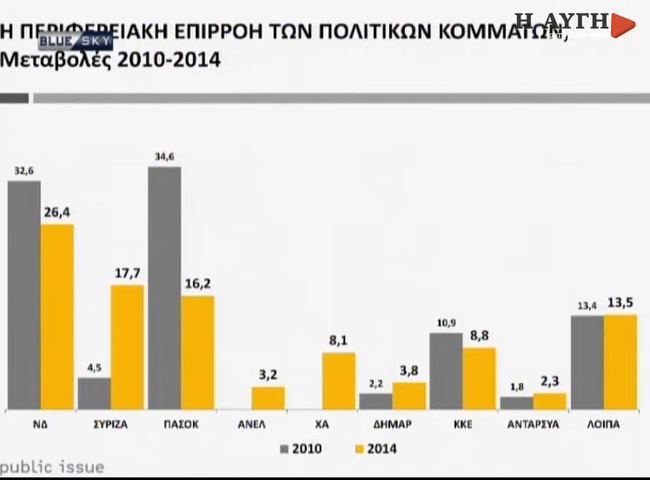 Η ΑΥΓΗ
Η ΠΕΡΙΦΕΡΕΙΑΚΗ ΕΠΙΡΡΟΗ ΤΩΝ ΠΟΛΙΤΙΚΩΝ ΚΟΜΜΑΤΩΝ,
BLUE SKY
Μεταβολές 2010-2014
32,6 26,4 4,5 17,7 34,6 16,2 3,2 8,1 2,2 3,8 10,9 8,8 1,8 2,3 13,4 13,5
ΝΔ ΣΥΡΙΖΑ ΠΑΣΟΚ ΑΝΕΛ ΧΑ ΔΗΜΑΡ ΚΚΕ ΑΝΤΑΡΣΥΑ ΛΟΙΠΑ
2010 2014
public issue